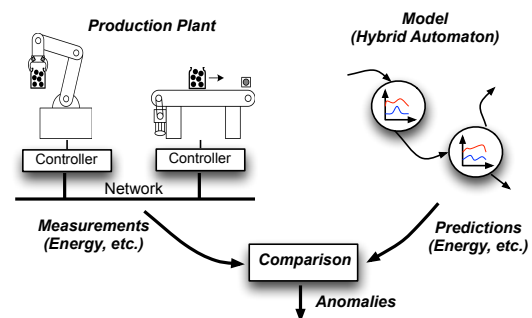 Production Plant
Model
(Hybrid Automaton)
Controller
Controller
Network
Measurements
(Energy, etc.)
Predictions
(Energy, etc.)
Comparison
Anomalies